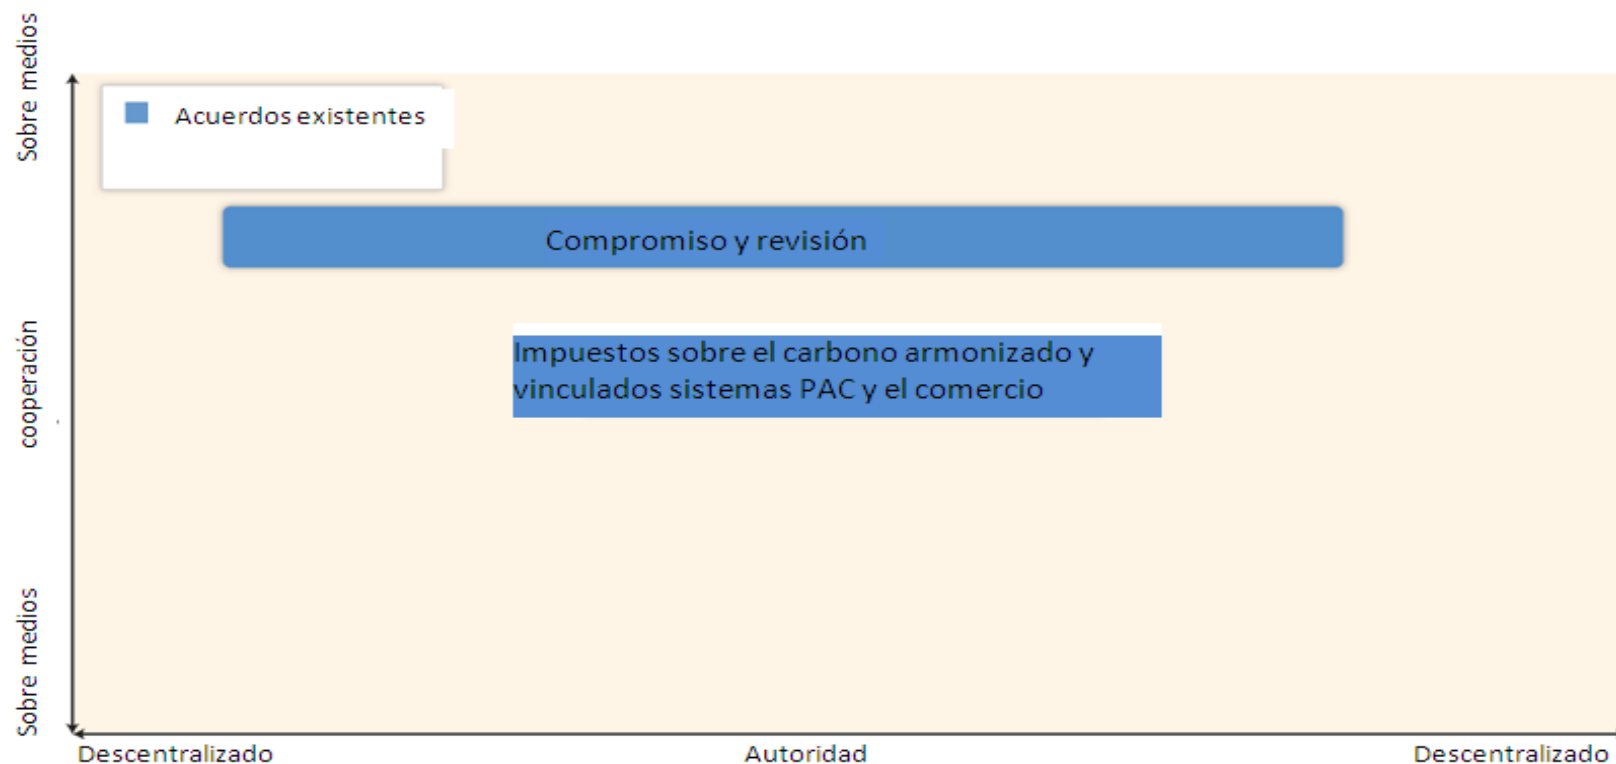 Sobre medios
Acuerdos existentes
Compromiso y revisión
cooperación
Impuestos sobre el carbono armonizado y
vinculados sistemas PAC y el comercio
Sobre medios
Descentralizado
Autoridad
Descentralizado